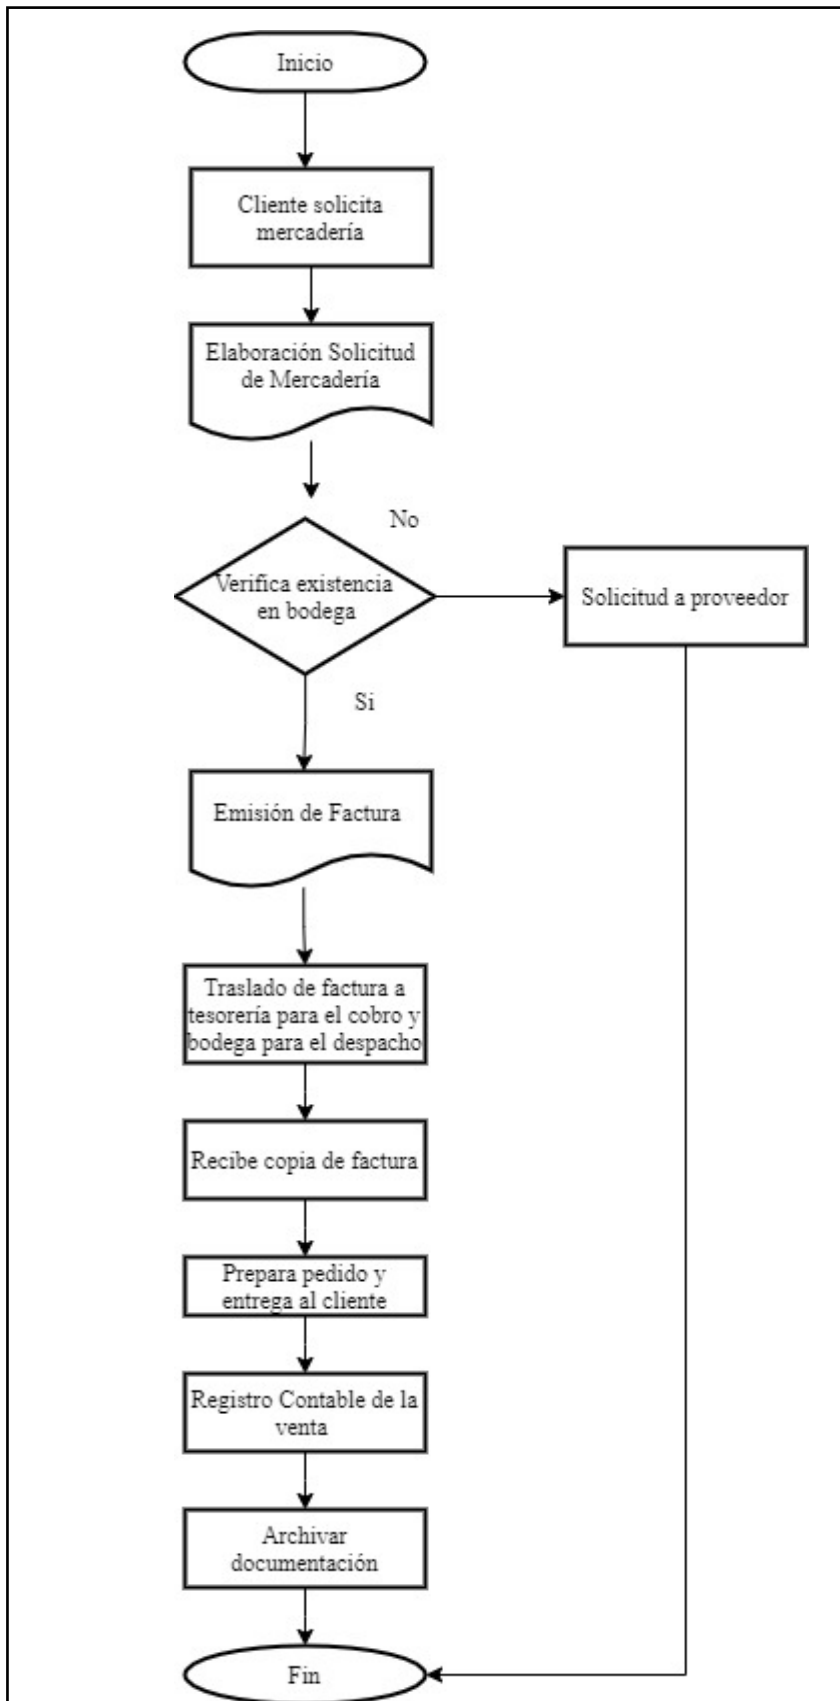 Inicio
Cliente solicita
mercadería
Elaboración Solicitud
de Mercadería
No
Verifica existencia
en bodega
Solicitud a proveedor
Si
Emisión de Factura
Traslado de factura a
tesorería para el cobro y
bodega para el despacho
Recibe copia de factura
Prepara pedido y
entrega al cliente
Registro Contable de la
venta
Archivar
documentación
Fin